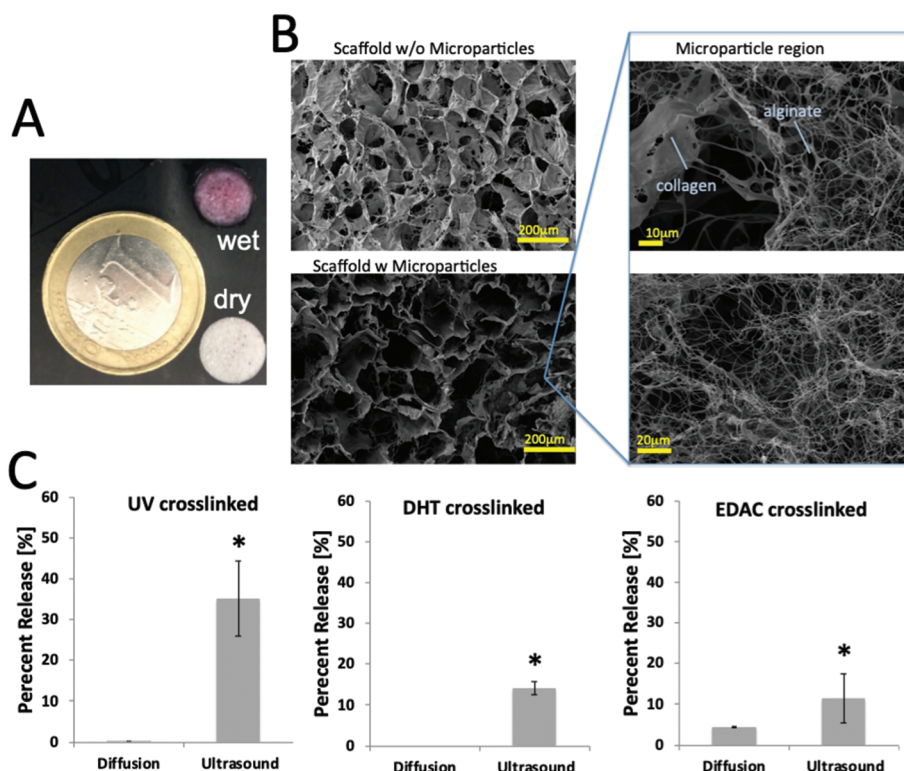 A
wet
dry
B
Scaffold w/o Microparticles
200µm
Scaffold w Microparticles
200µm
Microparticle region
alginate
collagen
10µm
20µm
C
UV crosslinked
Perecent Release [%]
60
50
40
30
20
10
0
*
Diffusion
Ultrasound
DHT crosslinked
Perecent Release [%]
60
50
40
30
20
10
0
*
Diffusion
Ultrasound
EDAC crosslinked
Perecent Release [%]
60
50
40
30
20
10
0
*
Diffusion
Ultrasound